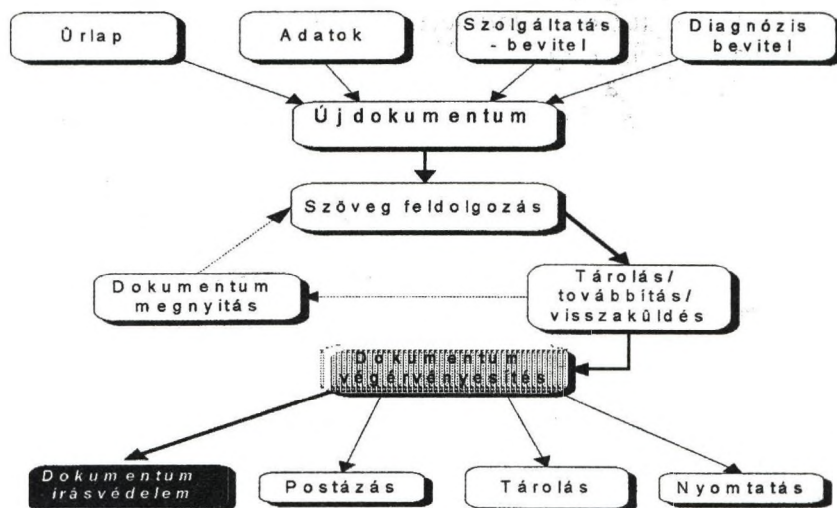 Űrlap
Adatok
Szolgáltatás
- bevitel
Diagnózis
bevitel
Új dokumentum
Szöveg feldolgozás
Dokumentum
megnyitás
Tárolás/
továbbítás/
visszaküldés
Dokumentum
végérvényesítés
Dokumentum
írásvédelem
Postázás
Tárolás
Nyomtatás